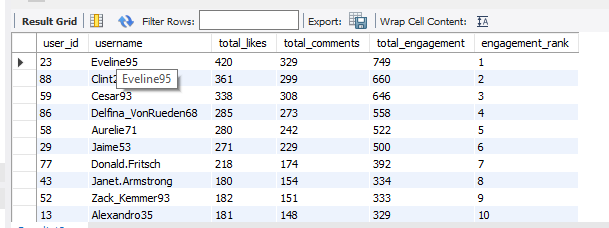 Result Grid Filter Rows: Export: Wrap Cell Content:
user_id username total_likes total_comments total_engagement engagement_rank
23 Eveline95 420 329 749 1
88 361 299 660 2
Eveline95
59 Cesar93 338 308 646 3
86 Delfina_VonRueden68 285 273 558 4
58 Aurelie71 280 242 522 5
29 Jaime53 271 229 500 6
77 Donald.Fritsch 218 174 392 7
43 Janet.Armstrong 180 154 334 8
52 Zack_Kemmer93 182 151 333 9
13 Alexandro35 181 148 329 10